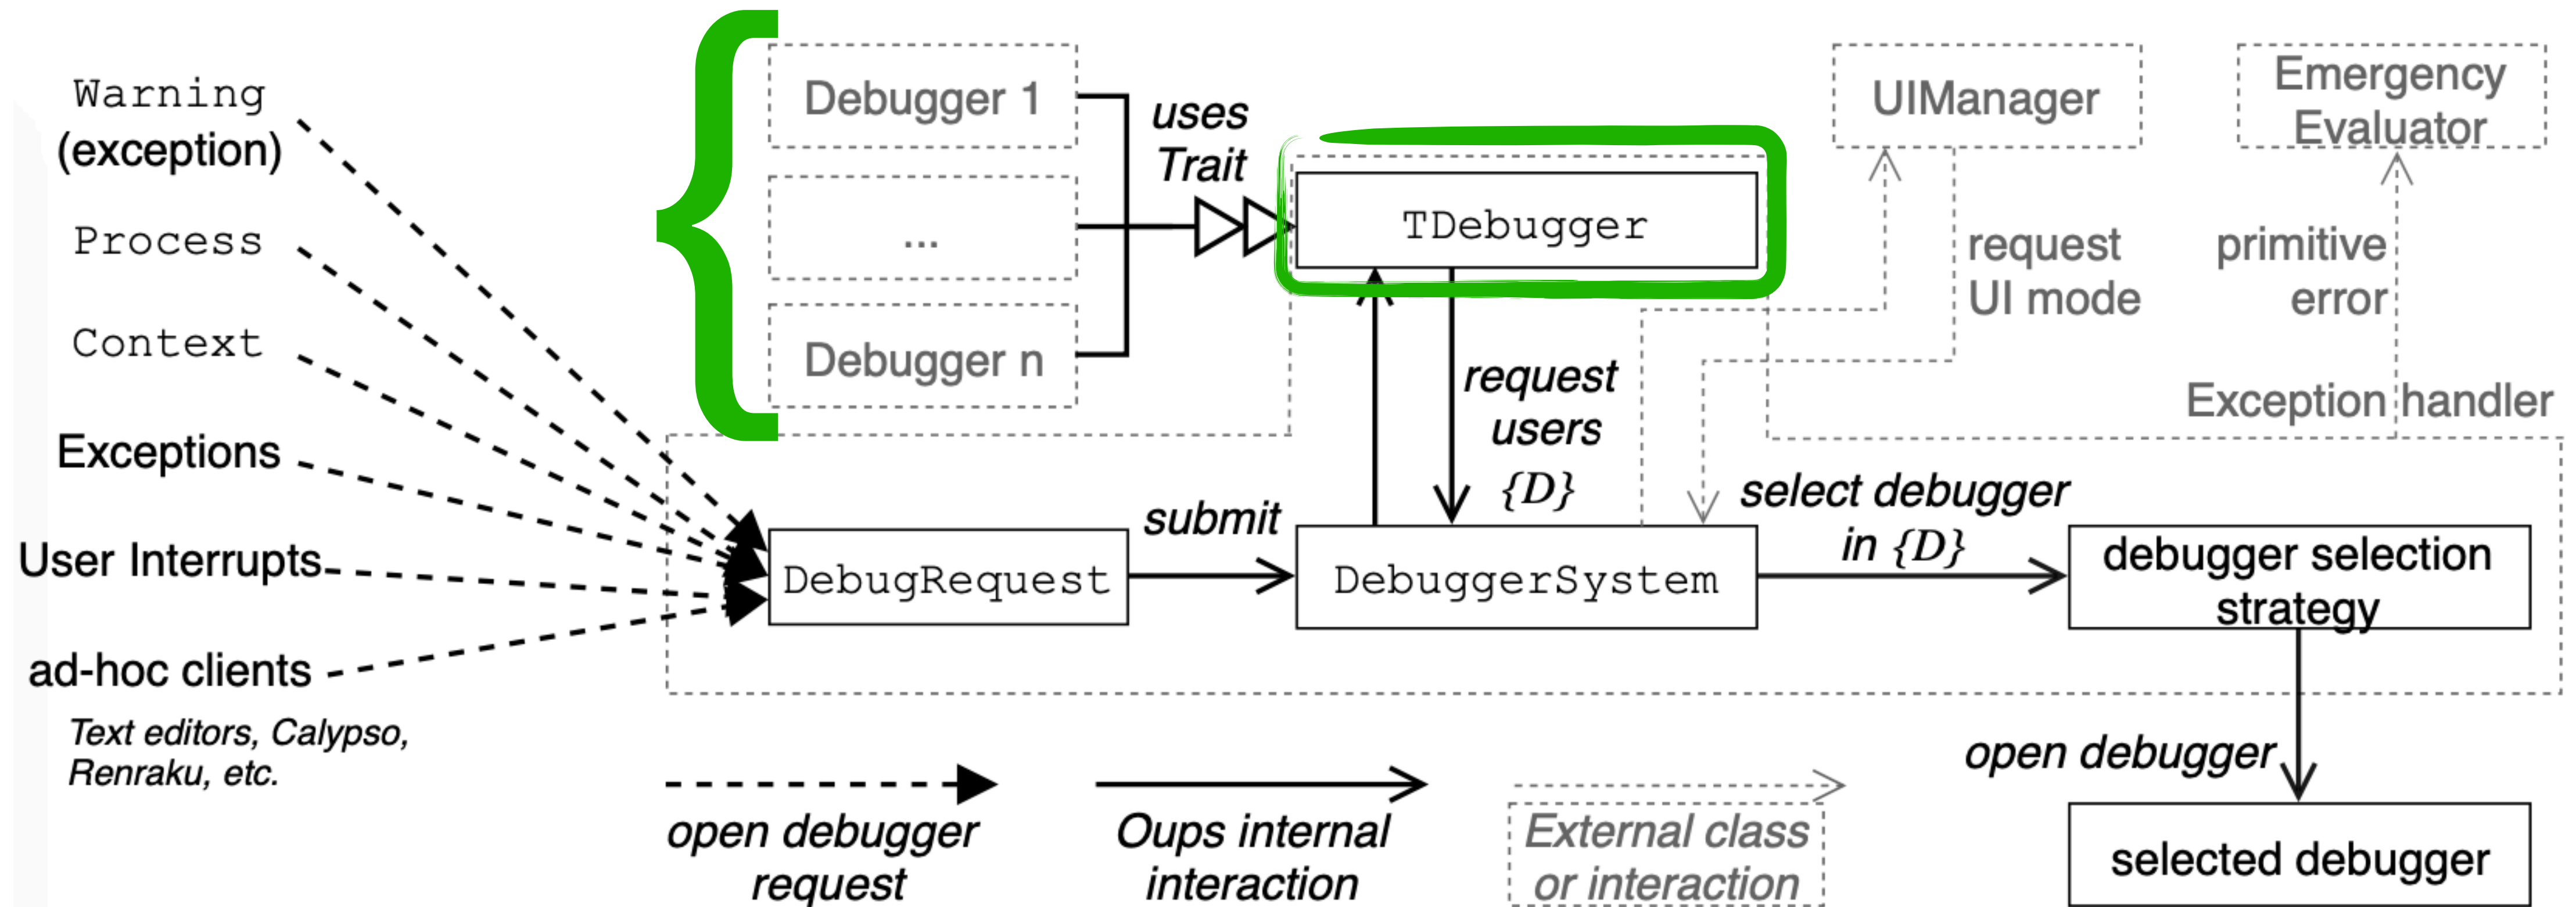 Warning
(exception)
Process
Context
Exceptions
User Interrupts
ad-hoc clients
Text editors, Calypso,
Renraku, etc.
Debugger 1
...
Debugger n
uses
Trait
TDebugger
UIManager
Emergency
Evaluator
request
UI mode
primitive
error
Exception handler
request
users
{D}
DebugRequest
submit
DebuggerSystem
select debugger
in {D}
debugger selection
strategy
open debugger
selected debugger
open debugger
request
Oups internal
interaction
External class
or interaction